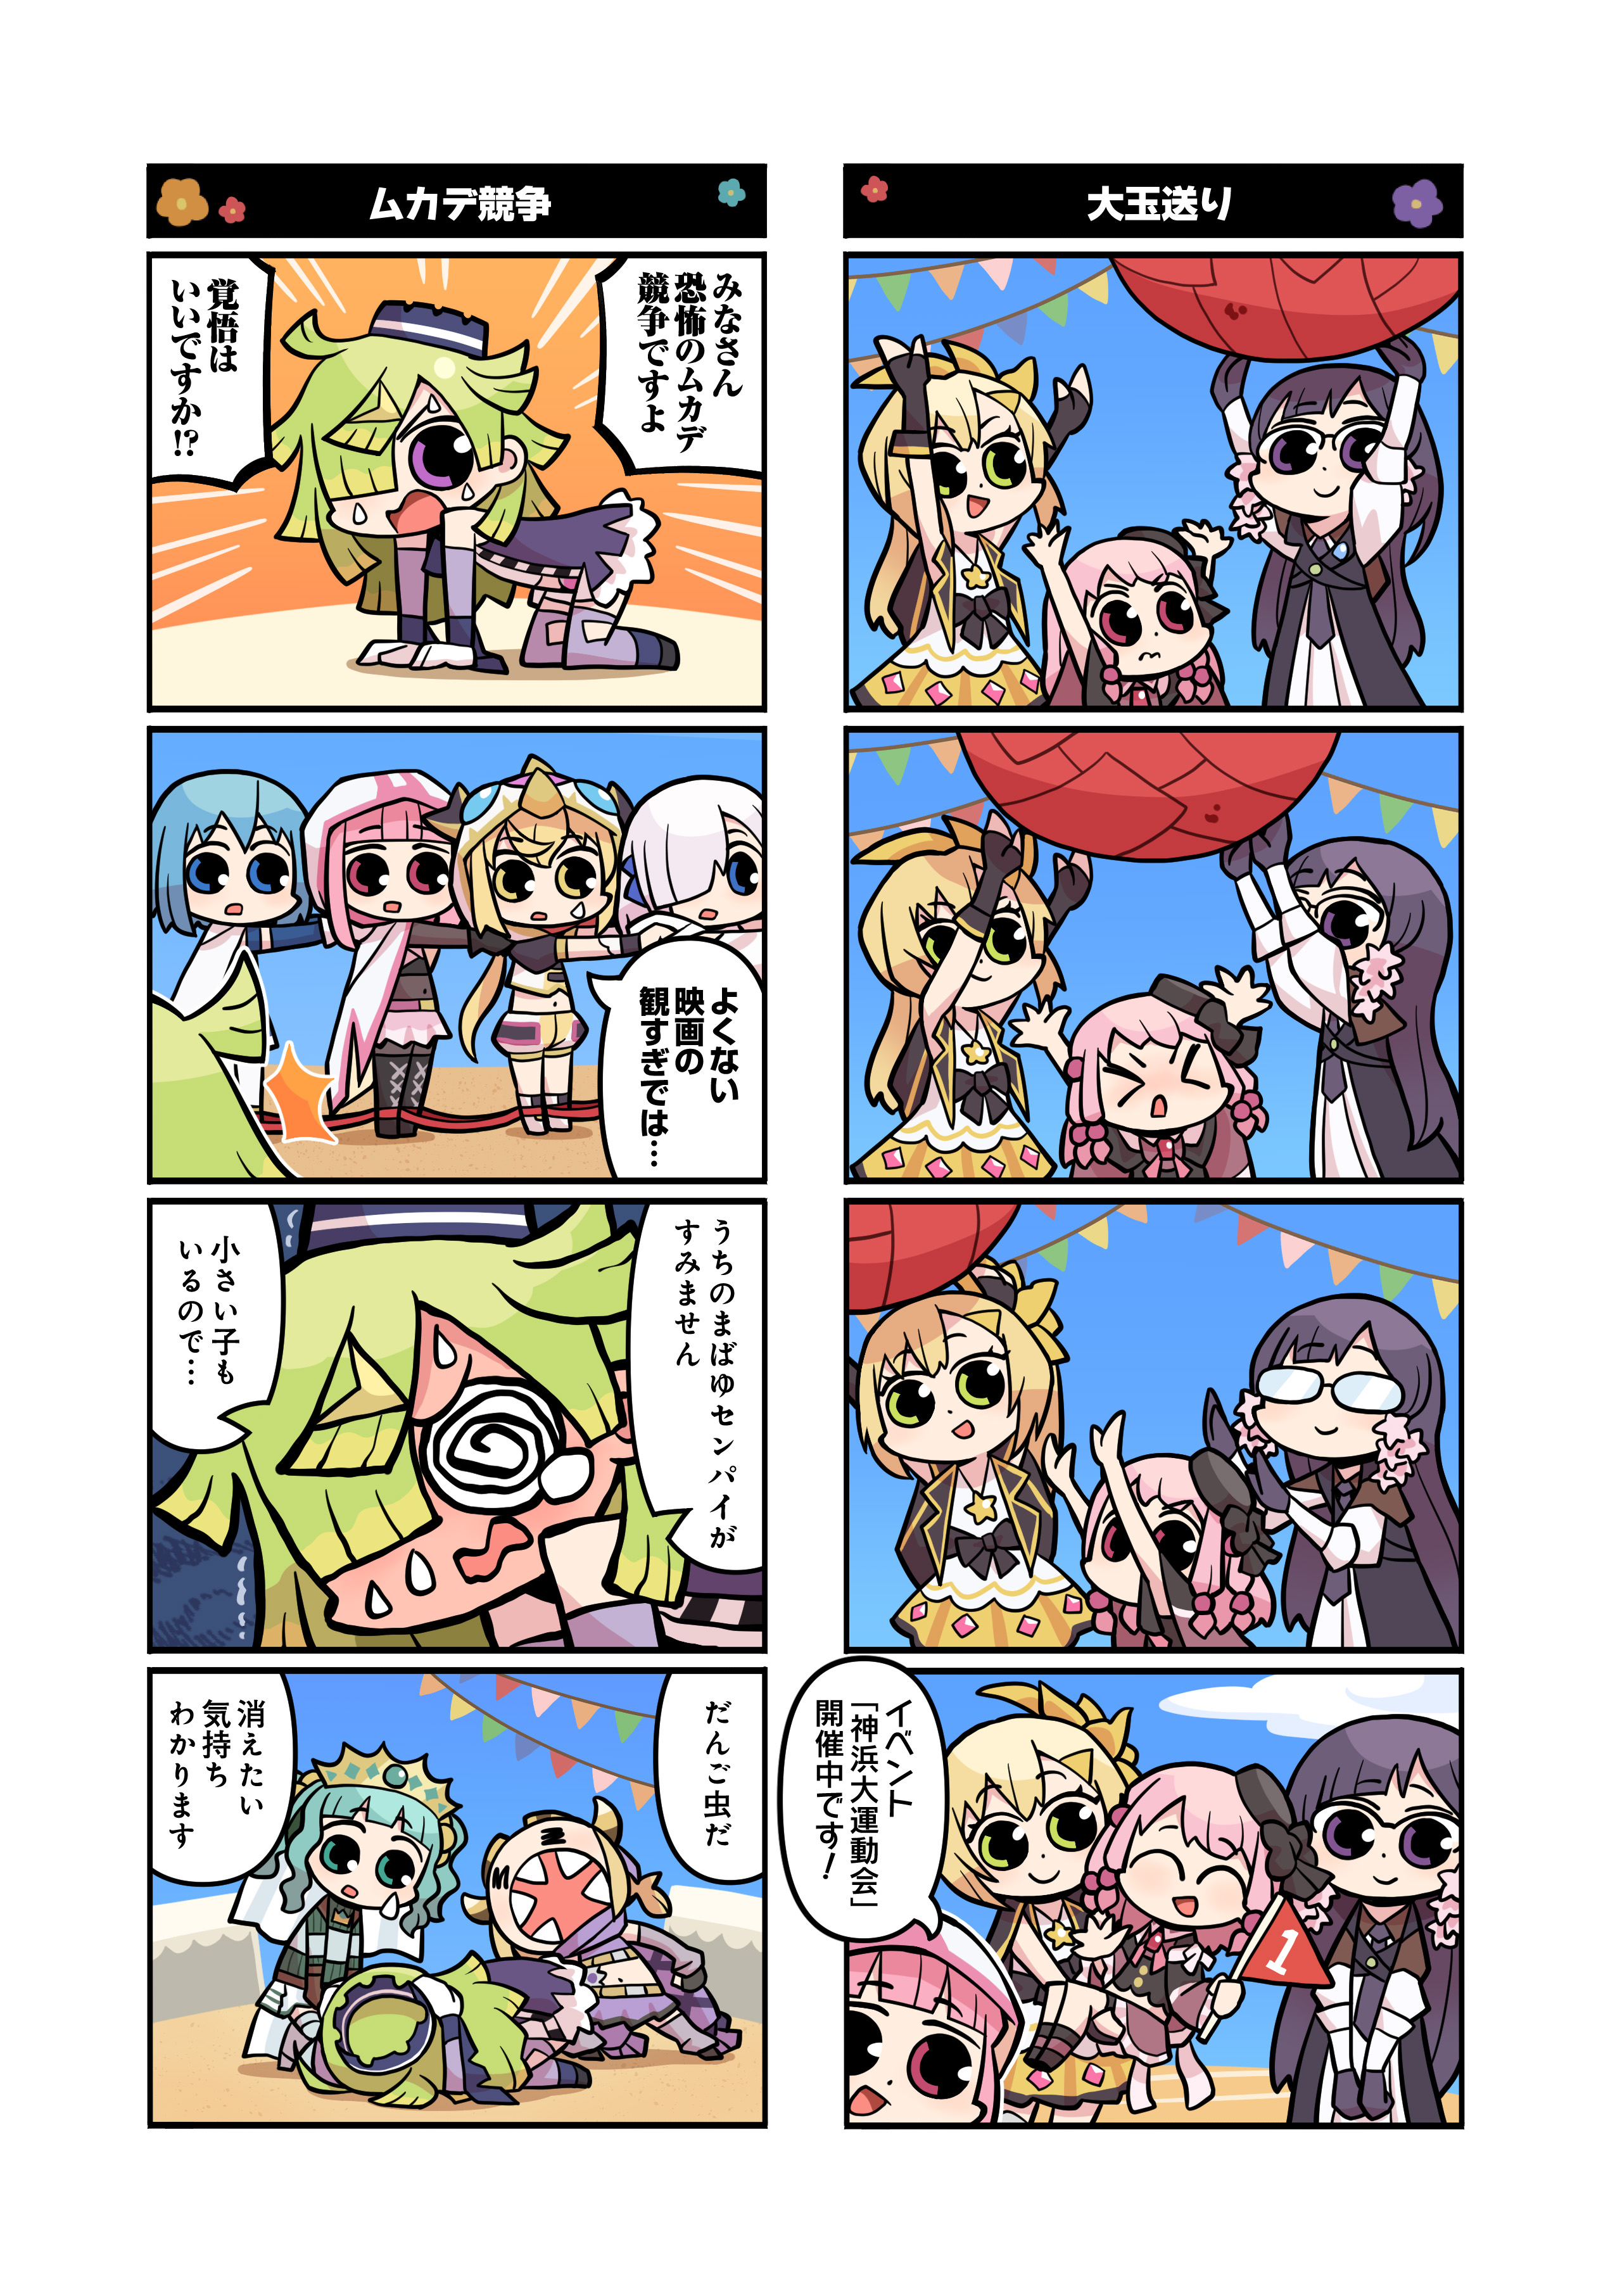 大玉送り
イベント
「神浜大運動会」
開催中です！
1
ムカデ競争
みなさん
恐怖のムカデ
競争ですよ
覚悟は
いいですか!?
よくない
映画の
観すぎでは…
うちのまばゆセンパイが
すみません
小さい子も
いるので…
だんご虫だ
消えたい
気持ち
わかります